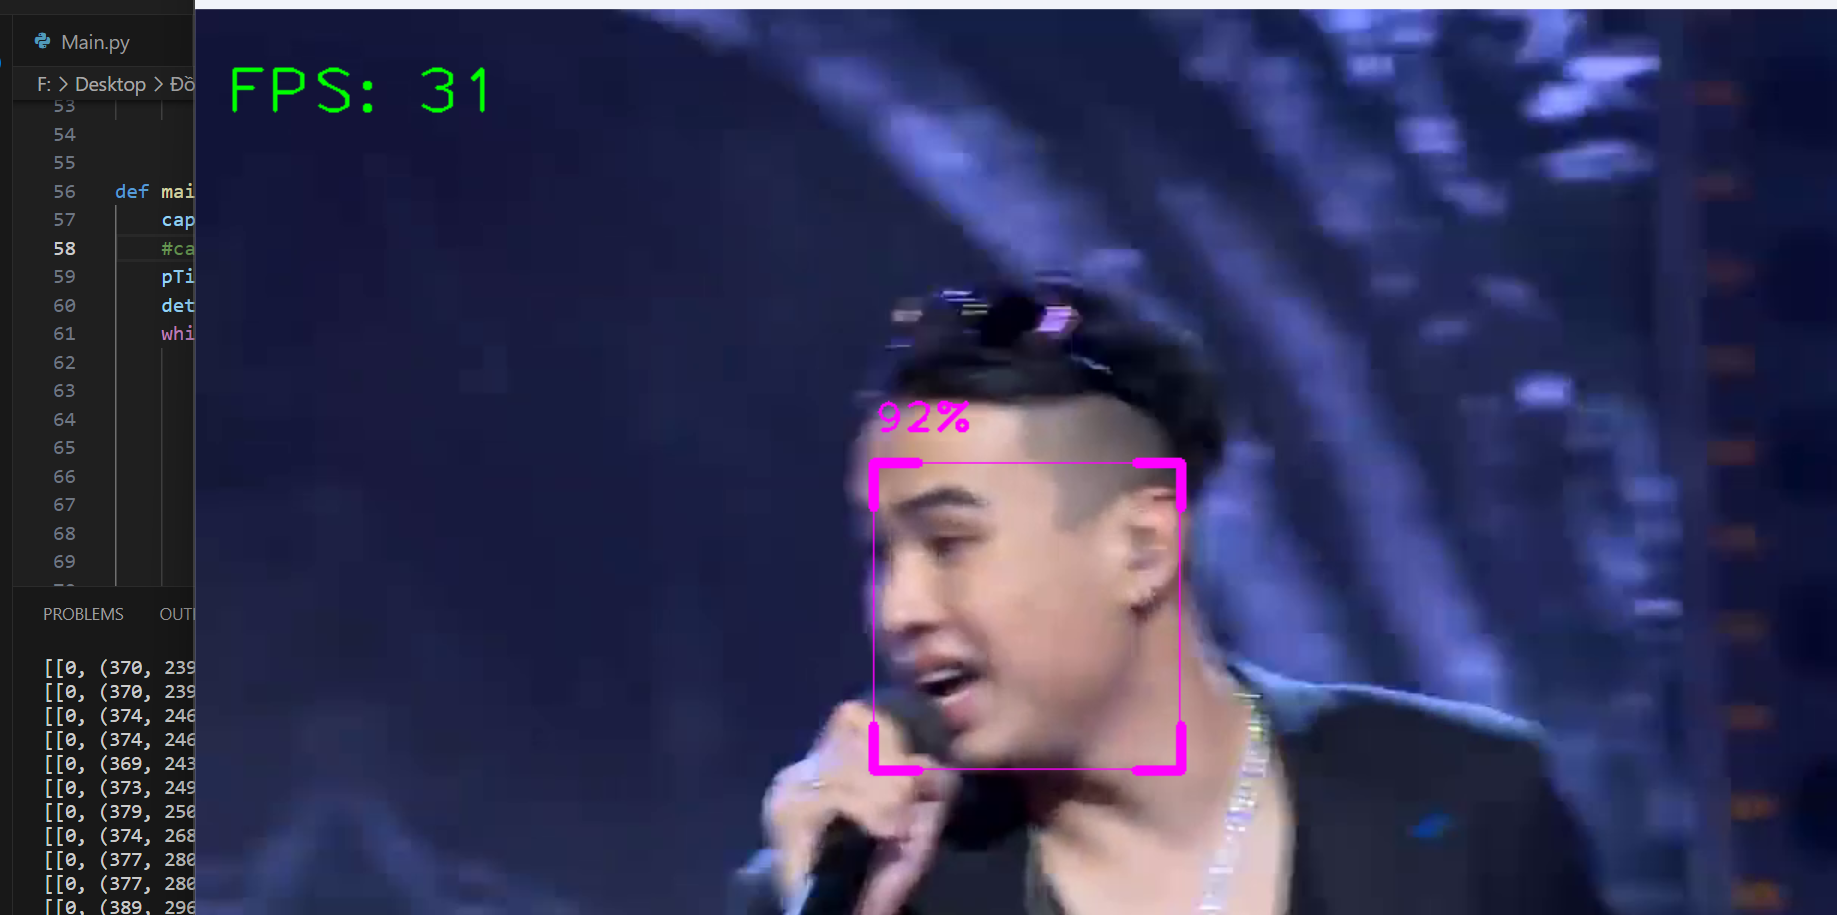 Main.py
F: > Desktop > Đồ
FPS: 31
53
54
55
56 def mai
57 cap
58 #ca
59 pTi
60 det
61 whi
62
63
64
65
66
67
68
69
92%
PROBLEMS OUT
[[0, (370, 239
[[0, (370, 239
[[0, (374, 246
[[0, (374, 246
[[0, (369, 243
[[0, (373, 249
[[0, (379, 250
[[0, (374, 268
[[0, (377, 280
[[0, (377, 280
[[0, (389, 296